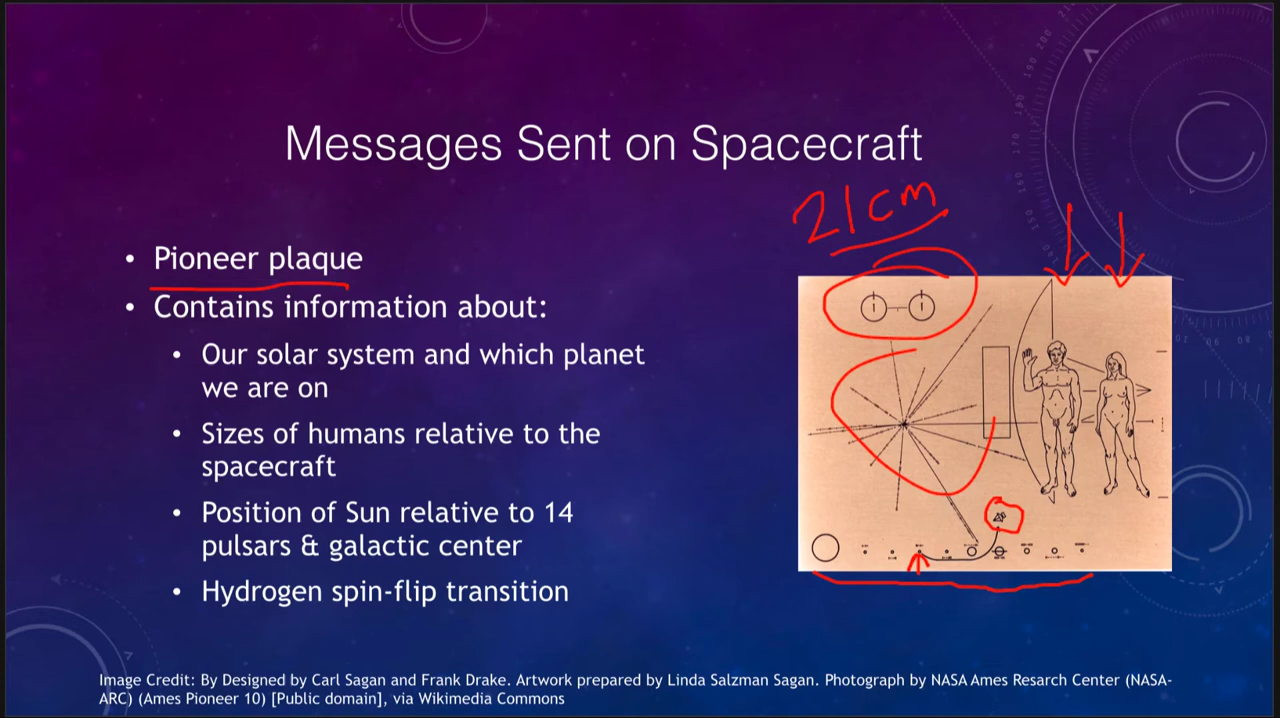 Messages Sent on Spacecraft
21cm
• Pioneer plaque
• Contains information about:
• Our solar system and which planet
we are on
• Sizes of humans relative to the
spacecraft
• Position of Sun relative to 14
pulsars & galactic center
• Hydrogen spin-flip transition
Image Credit: By Designed by Carl Sagan and Frank Drake. Artwork prepared by Linda Salzman Sagan. Photograph by NASA Ames Resarch Center (NASA-
ARC) (Ames Pioneer 10) [Public domain], via Wikimedia Commons